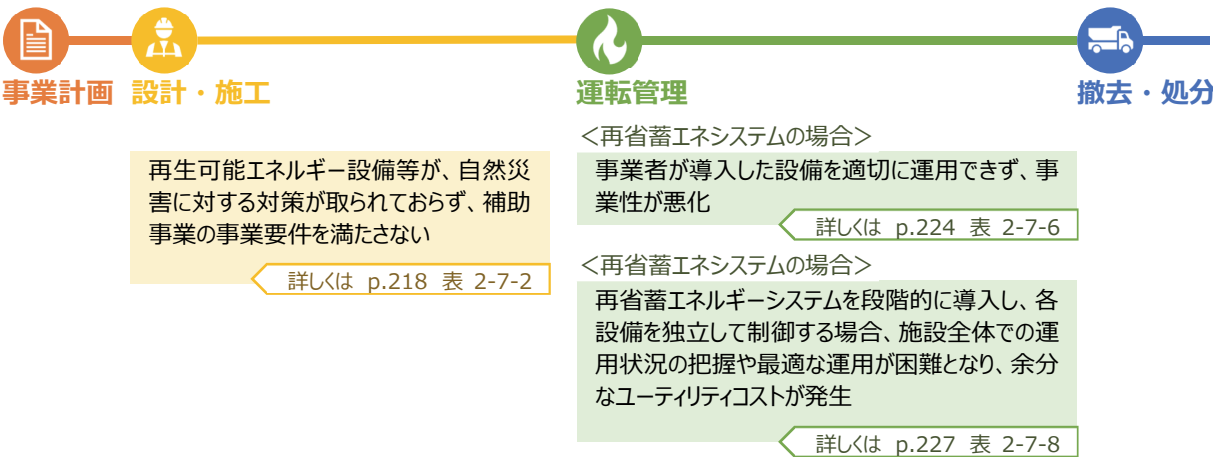 事業計画 設計・施工 運転管理 撤去・処分
再生可能エネルギー設備等が、自然災
害に対する対策が取られておらず、補助
事業の事業要件を満たさない
詳しくは p.218 表 2-7-2
＜再省蓄エネシステムの場合＞
事業者が導入した設備を適切に運用できず、事
業性が悪化
詳しくは p.224 表 2-7-6
＜再省蓄エネシステムの場合＞
再省蓄エネルギーシステムを段階的に導入し、各
設備を独立して制御する場合、施設全体での運
用状況の把握や最適な運用が困難となり、余分
なユーティリティコストが発生
詳しくは p.227 表 2-7-8